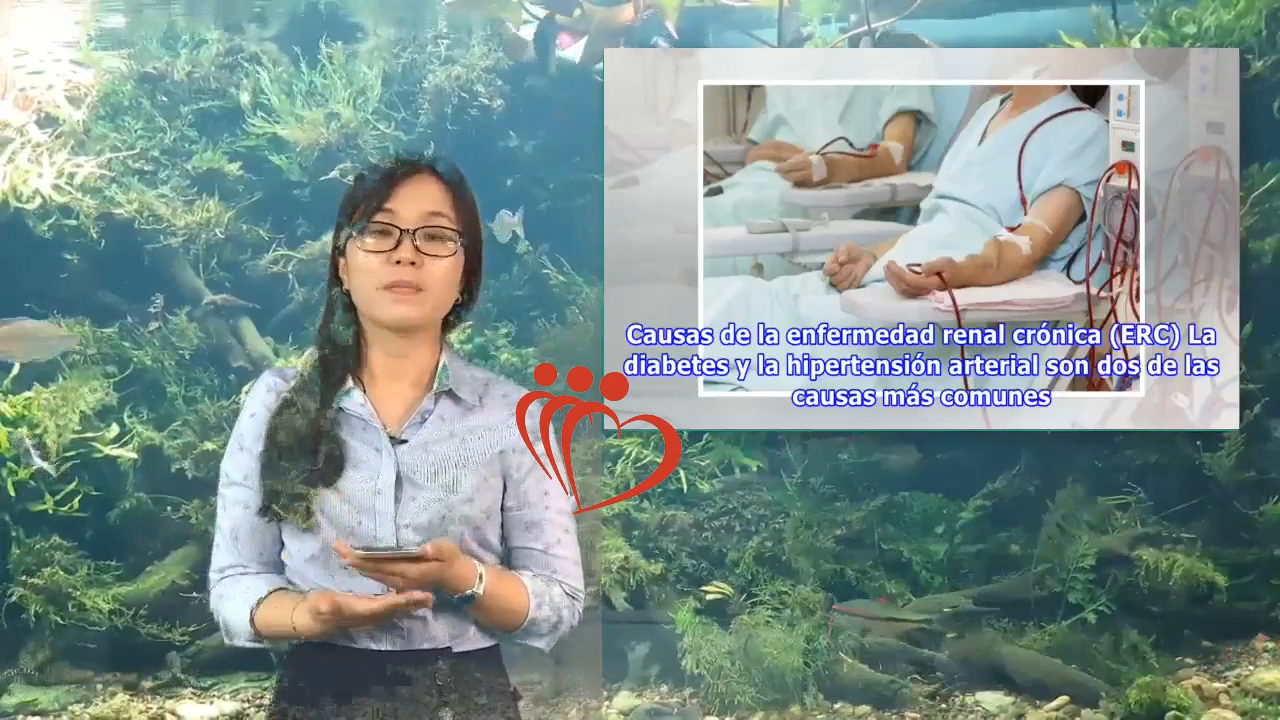 Causas de la enfermedad renal crónica (ERC) La
diabetes y la hipertensión arterial son dos de las
causas más comunes